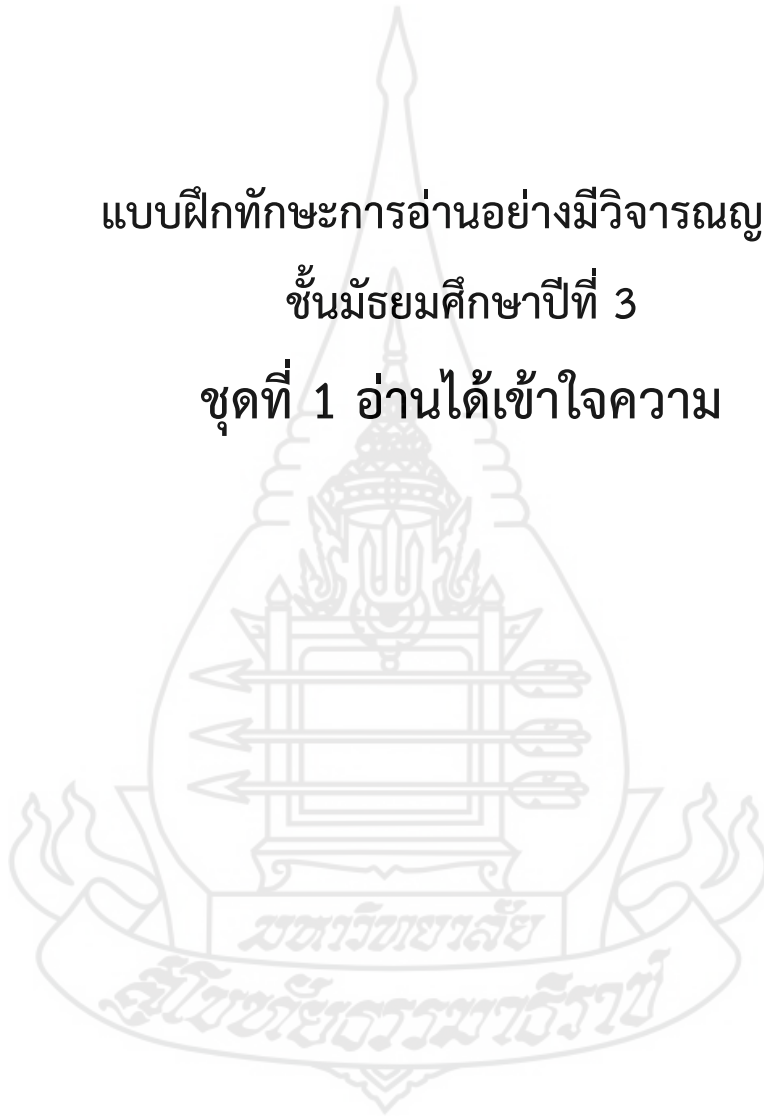 แบบฝึกทักษะการอ่านอย่างมีวิจารณญ
ชั้นมัธยมศึกษาปีที่ 3
ชุดที่ 1 อ่านได้เข้าใจความ
มหาวิทยาลัย
สุโขทัยธรรมาธิราช